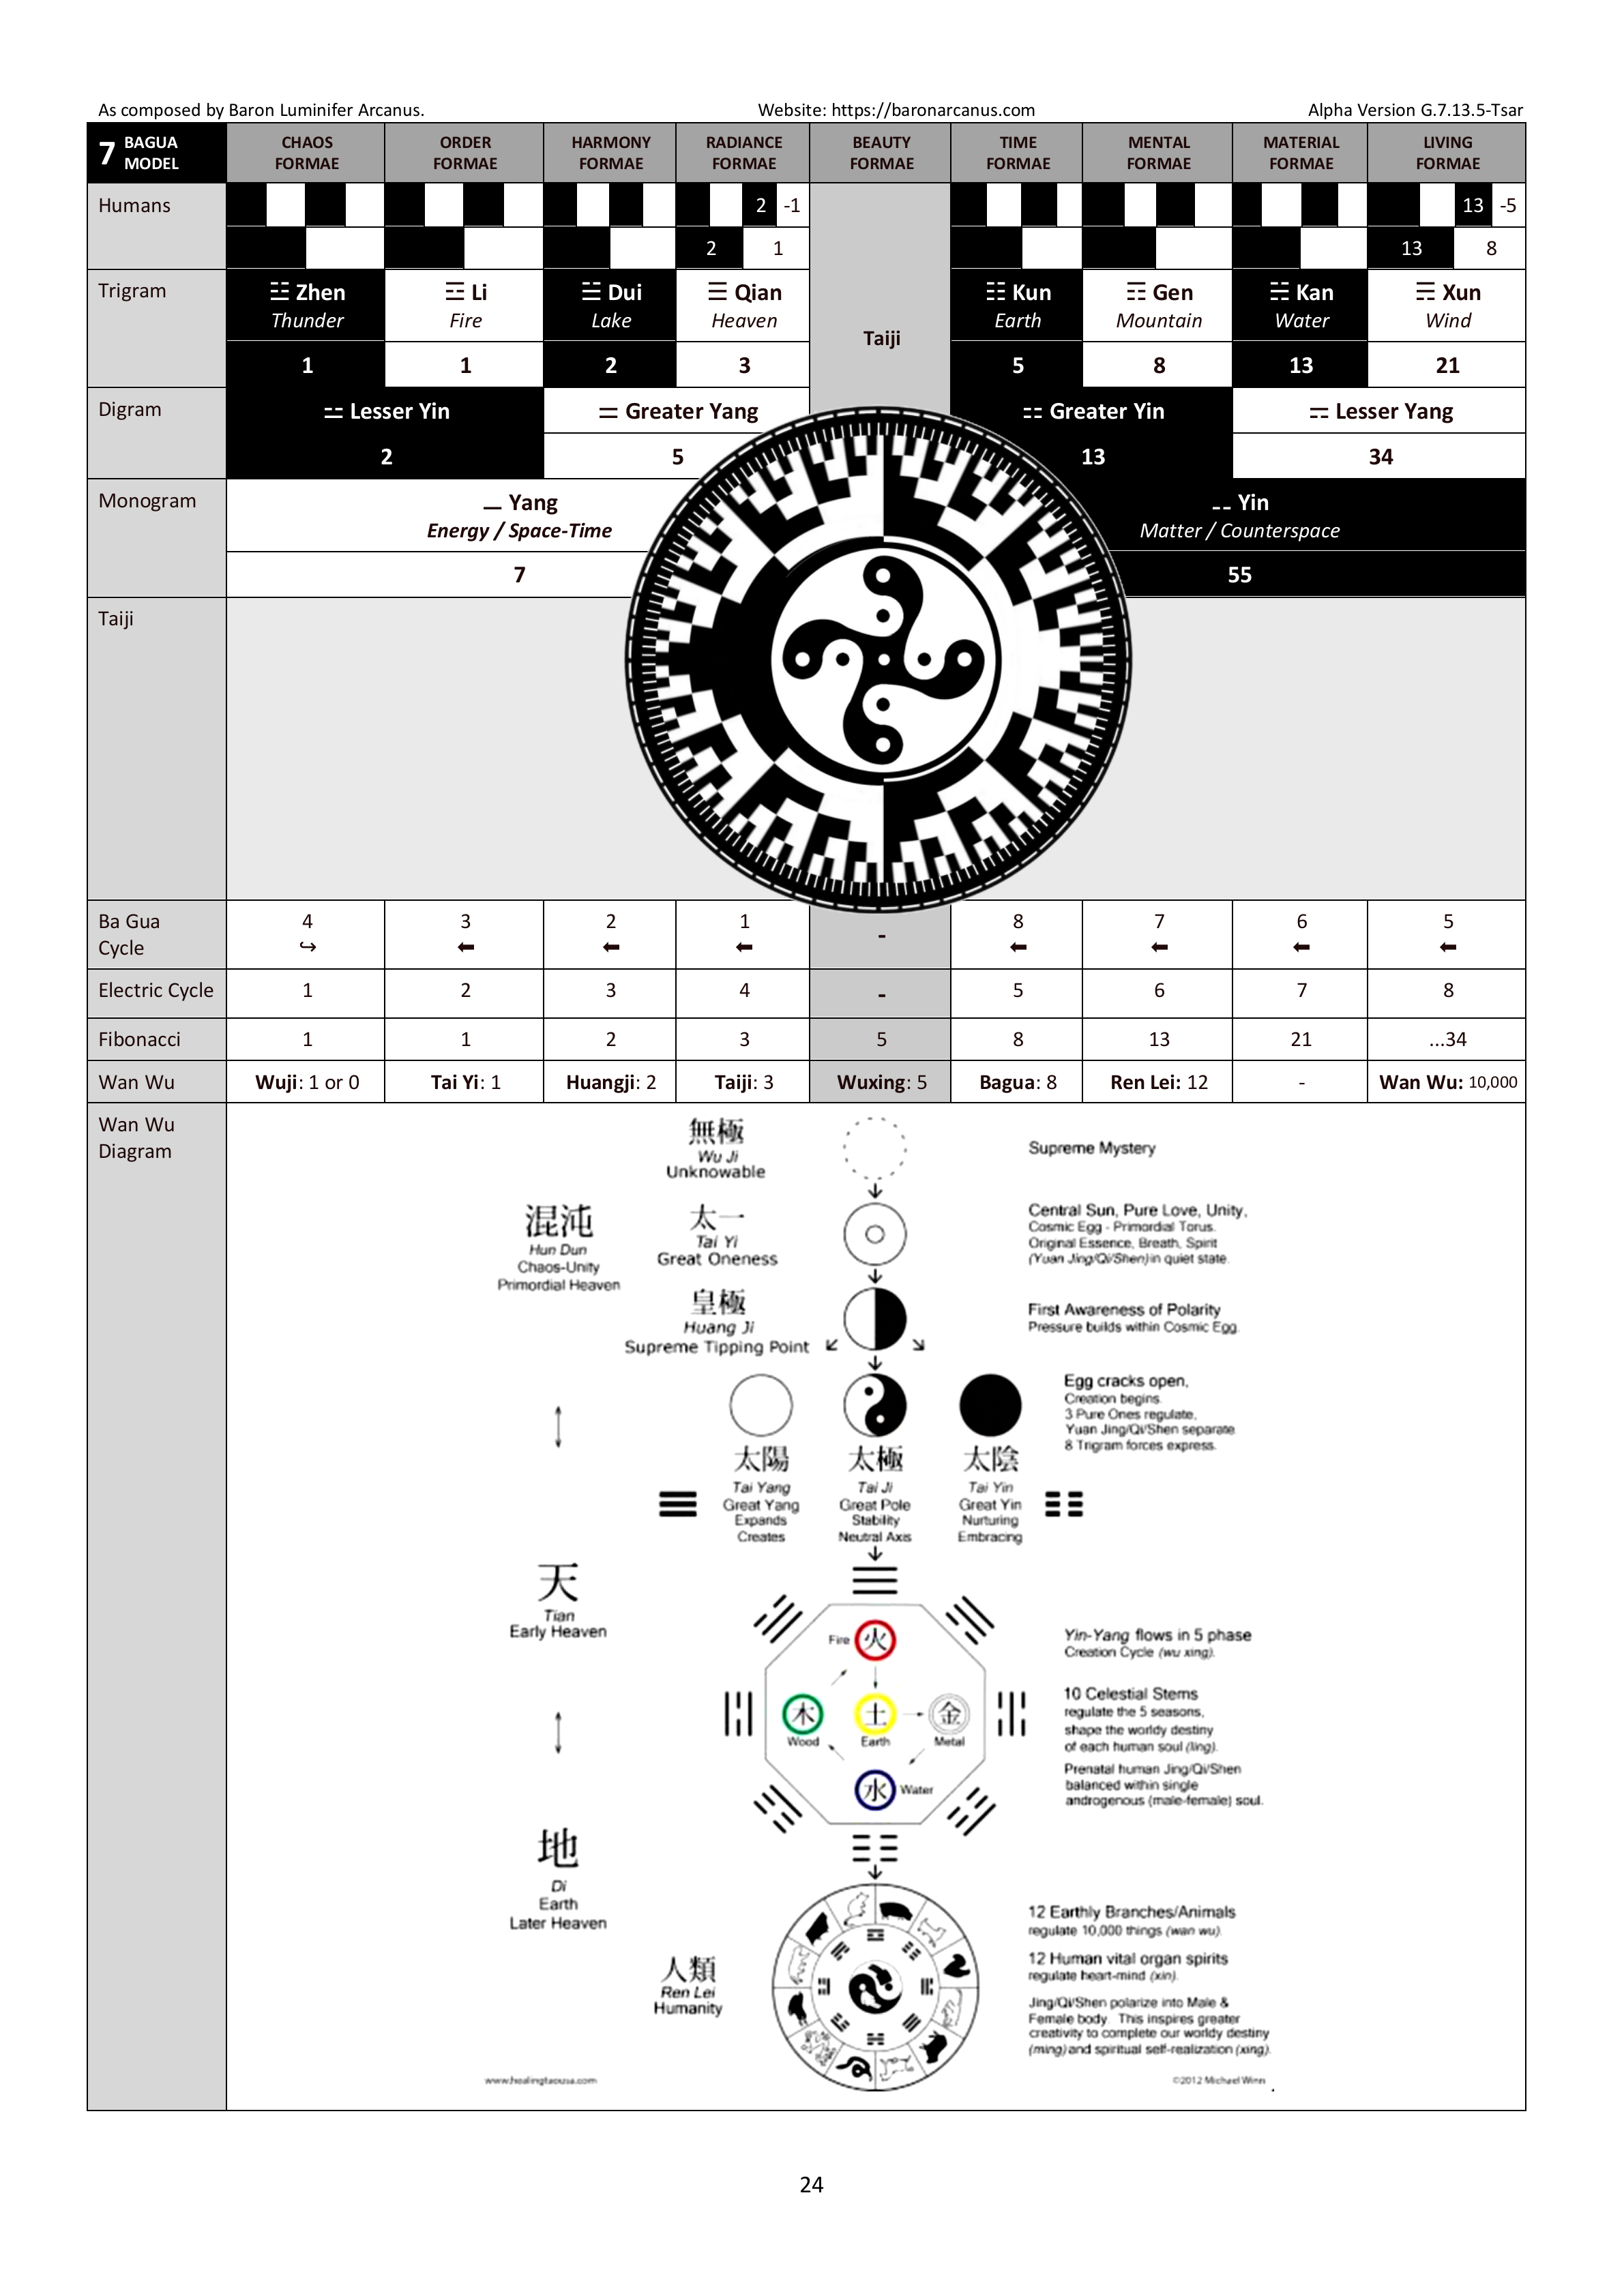 As composed by Baron Luminifer Arcanus. Website: https://baronarcanus.com Alpha Version G.7.13.5-Tsar
7 BAGUA MODEL CHAOS FORMAE ORDER FORMAE HARMONY FORMAE RADIANCE FORMAE BEAUTY FORMAE TIME FORMAE MENTAL FORMAE MATERIAL FORMAE LIVING FORMAE
Humans 2 -1 13 -5
2 1 13 8
Trigram ☳ Zhen ☲ Li ☱ Dui ☰ Qian ☷ Kun ☶ Gen ☵ Kan ☴ Xun
Thunder Fire Lake Heaven Taiji Earth Mountain Water Wind
1 1 2 3 5 8 13 21
Digram ⚍ Lesser Yin ⚌ Greater Yang ⚏ Greater Yin ⚎ Lesser Yang
2 5 13 34
Monogram ⚊ Yang ⚋ Yin
Energy / Space-Time Matter / Counterspace
7 55
Taiji
Ba Gua Cycle 4 3 2 1 - 8 7 6 5
↪ ⬅ ⬅ ⬅ ⬅ ⬅ ⬅ ⬅
Electric Cycle 1 2 3 4 - 5 6 7 8
Fibonacci 1 1 2 3 5 8 13 21 ...34
Wan Wu Wuji: 1 or 0 Tai Yi: 1 Huangji: 2 Taiji: 3 Wuxing: 5 Bagua: 8 Ren Lei: 12 - Wan Wu: 10,000
Wan Wu
Diagram
無極
Wu Ji
Unknowable
Supreme Mystery
混沌
Hun Dun
Chaos-Unity
Primordial Heaven
太一
Tai Yi
Great Oneness
Central Sun, Pure Love, Unity,
Cosmic Egg - Primordial Torus.
Original Essence, Breath, Spirit
(Yuan Jing/Qi/Shen) in quiet state.
皇極
Huang Ji
Supreme Tipping Point
First Awareness of Polarity
Pressure builds within Cosmic Egg.
Egg cracks open,
Creation begins.
3 Pure Ones regulate,
Yuan Jing/Qi/Shen separate
8 Trigram forces express.
太陽
Tai Yang
Great Yang
Expands
Creates
太極
Tai Ji
Great Pole
Stability
Neutral Axis
太陰
Tai Yin
Great Yin
Nurturing
Embracing
天
Tian
Early Heaven
Fire 火
木
Wood
土
Earth
金
Metal
水 Water
Yin-Yang flows in 5 phase
Creation Cycle (wu xing).
10 Celestial Stems
regulate the 5 seasons,
shape the worldy destiny
of each human soul (ling).
Prenatal human Jing/Qi/Shen
balanced within single
androgenous (male-female) soul.
地
Di
Earth
Later Heaven
人類
Ren Lei
Humanity
12 Earthly Branches/Animals
regulate 10,000 things (wan wu).
12 Human vital organ spirits
regulate heart-mind (xin).
Jing/Qi/Shen polarize into Male &
Female body. This inspires greater
creativity to complete our worldy destiny
(ming) and spiritual self-realization (xing).
www.healingtaousa.com ©2012 Michael Winn
24